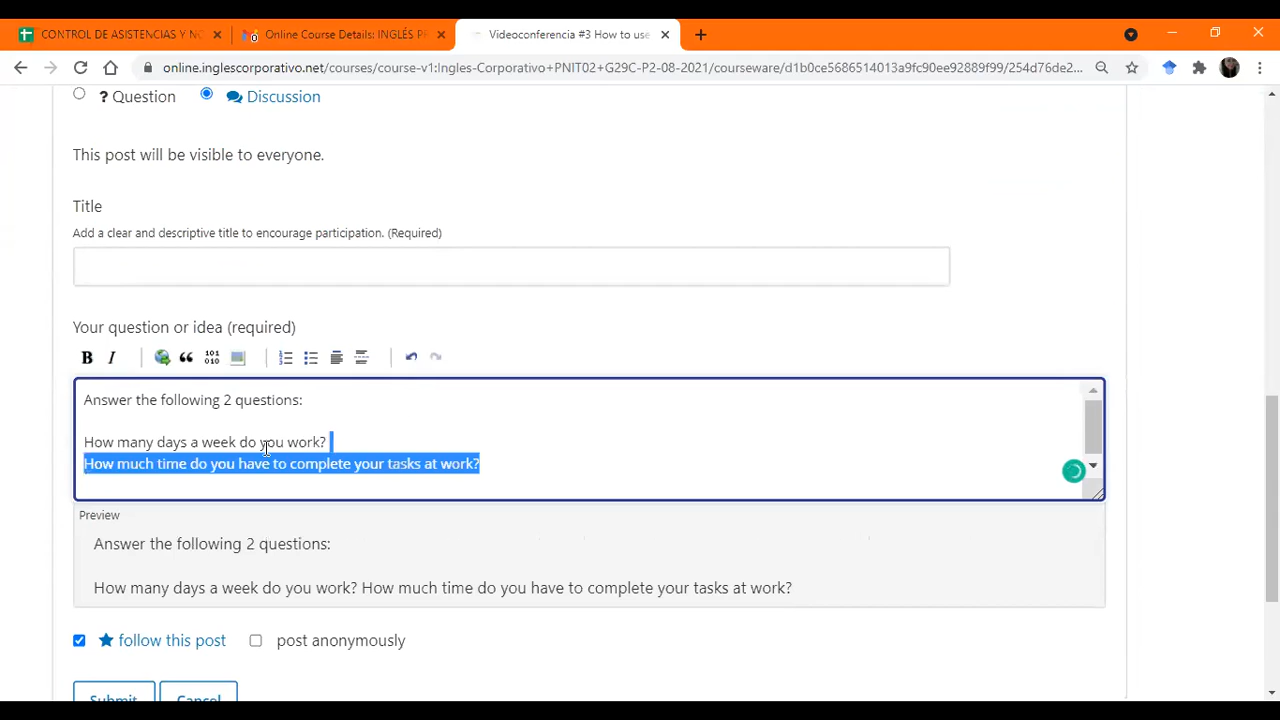 CONTROL DE ASISTENCIAS Y NO
Online Course Details: INGLÉS PR
Videoconferencia #3 How to use
online.inglescorporativo.net/courses/course-v1:Ingles-Corporativo+PNIT02+G29C-P2-08-2021/courseware/d1b0ce5686514013a9fc90ee92889f99/254d76de2...
? Question
Discussion
This post will be visible to everyone.
Title
Add a clear and descriptive title to encourage participation. (Required)
Your question or idea (required)
B I
101
010
Answer the following 2 questions:
How many days a week do you work?
How much time do you have to complete your tasks at work?
Preview
Answer the following 2 questions:
How many days a week do you work? How much time do you have to complete your tasks at work?
follow this post
post anonymously
Submit
Cancel